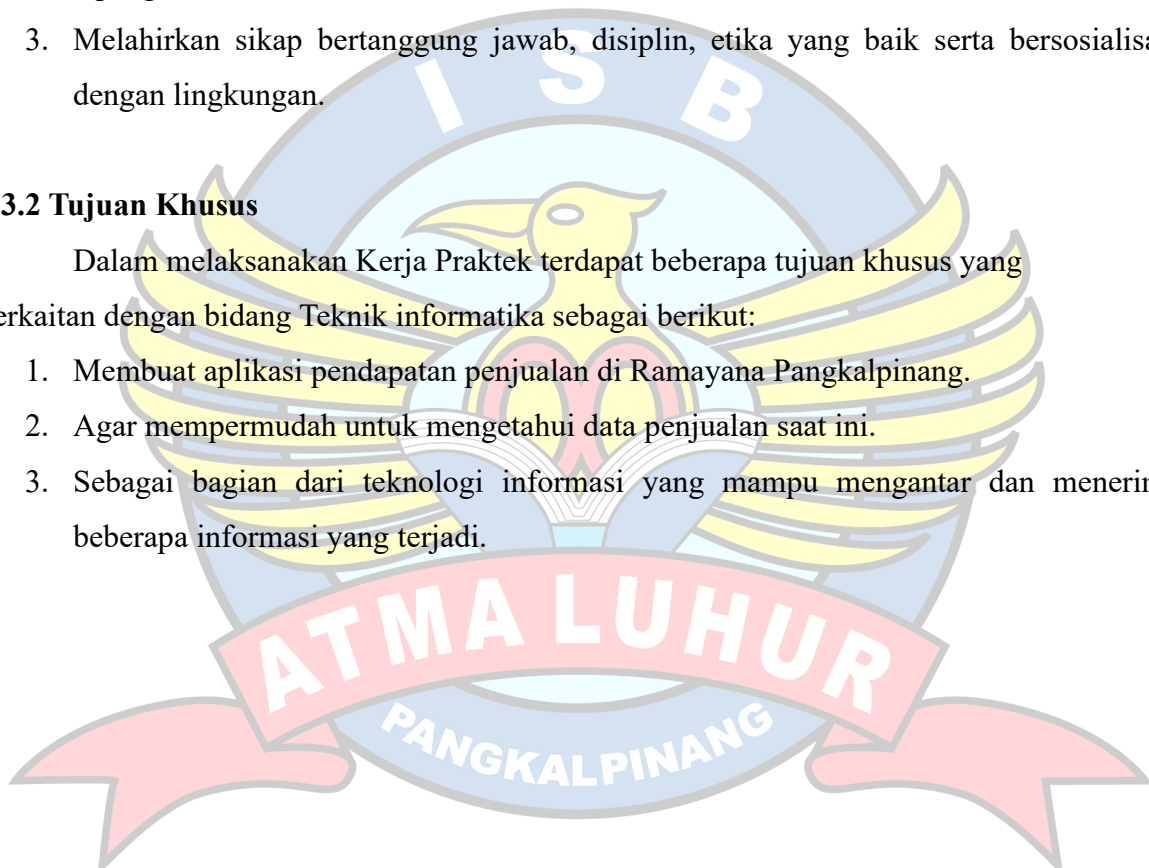 3. Melahirkan sikap bertanggung jawab, disiplin, etika yang baik serta bersosialisa
dengan lingkungan.
3.2 Tujuan Khusus
Dalam melaksanakan Kerja Praktek terdapat beberapa tujuan khusus yang
erkaitan dengan bidang Teknik informatika sebagai berikut:
1. Membuat aplikasi pendapatan penjualan di Ramayana Pangkalpinang.
2. Agar mempermudah untuk mengetahui data penjualan saat ini.
3. Sebagai bagian dari teknologi informasi yang mampu mengantar dan menerim
beberapa informasi yang terjadi.
I S B
ATMA LUHUR
PANGKALPINANG